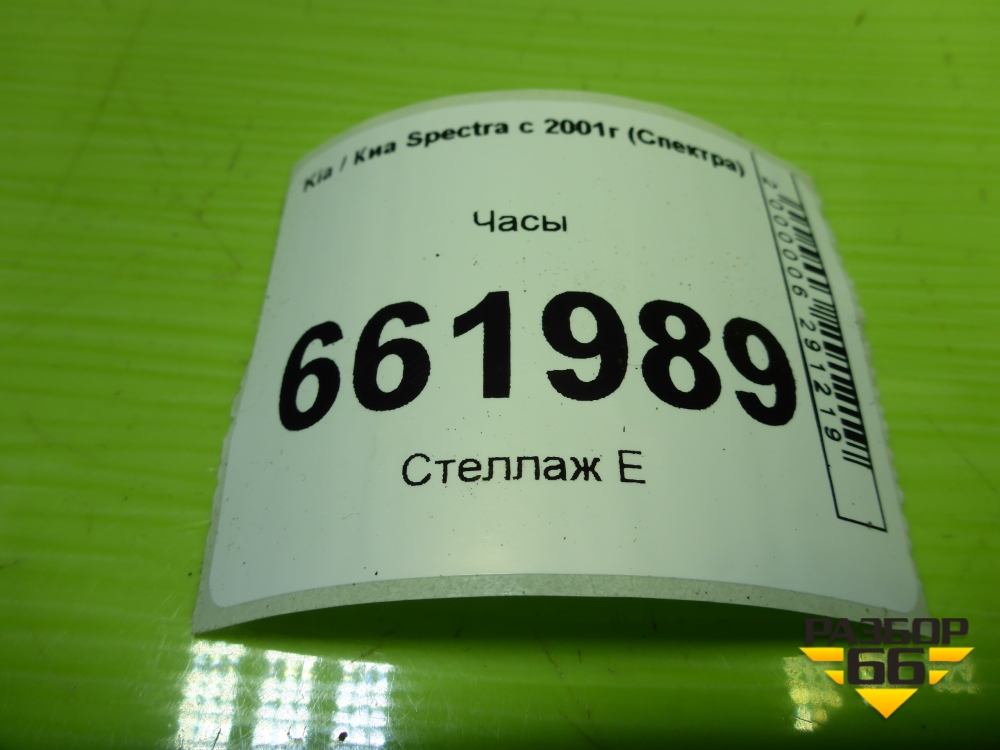 Kia / Киа Spectra с 2001г (Спектра)
Часы
661989
Стеллаж Е
2000006291219
РАЗБОР
66